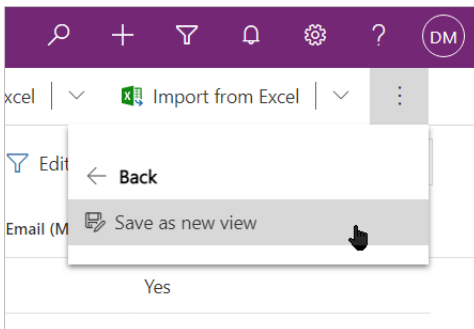 DM
xcel Import from Excel
Edit
Back
Save as new view
Email (M
Yes